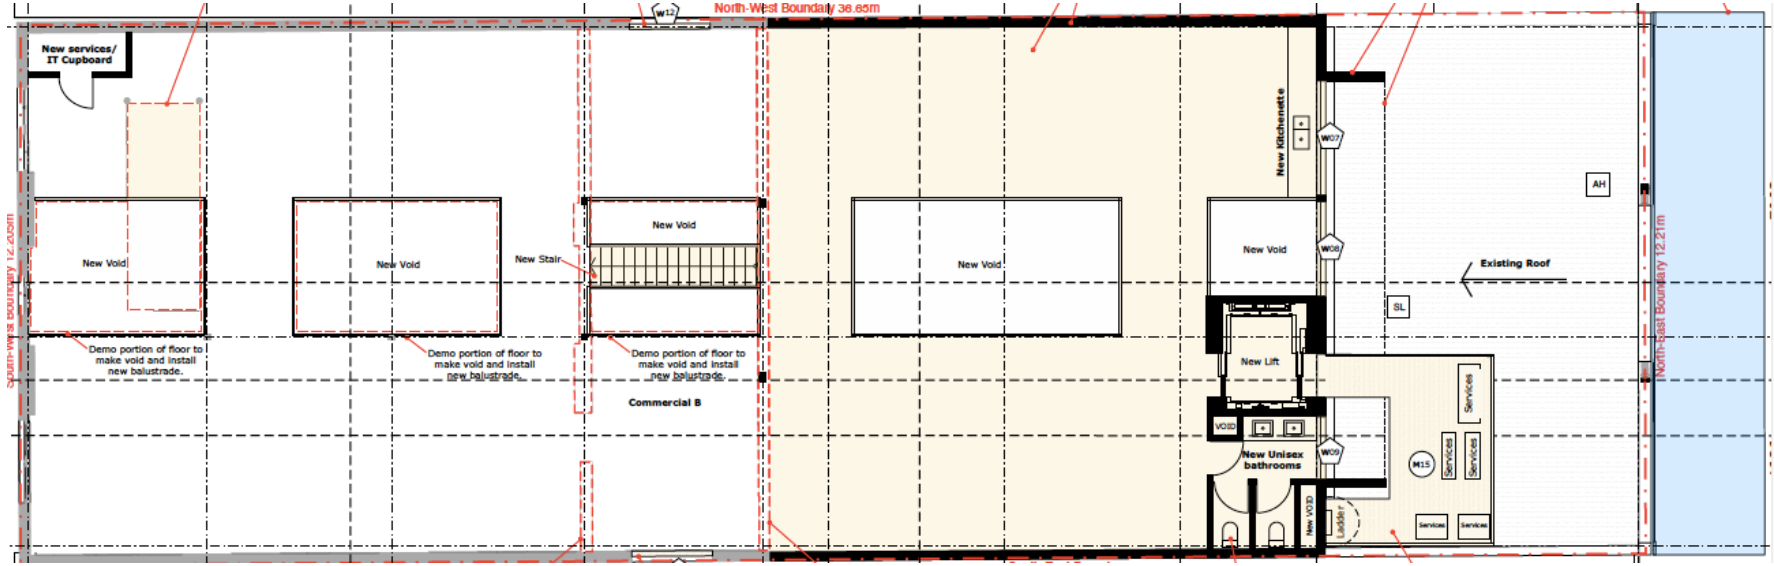 North-West Boundary 36.65m
W12
New services/
IT Cupboard
New Kitchenette
W07
AH
South-West Boundary 12.205m
New Void
New Void
New Void
New Stair
New Void
New Void
W08
Existing Roof
North-East Boundary 12.21m
SL
Demo portion of floor to
make void and install
new balustrade.
Demo portion of floor to
make void and install
new balustrade.
Demo portion of floor to
make void and install
new balustrade.
New Lift
Commercial B
Services
VOID
New Unisex
bathrooms
W09
M15
Services
Services
New VOID
Ladder
Services
Services